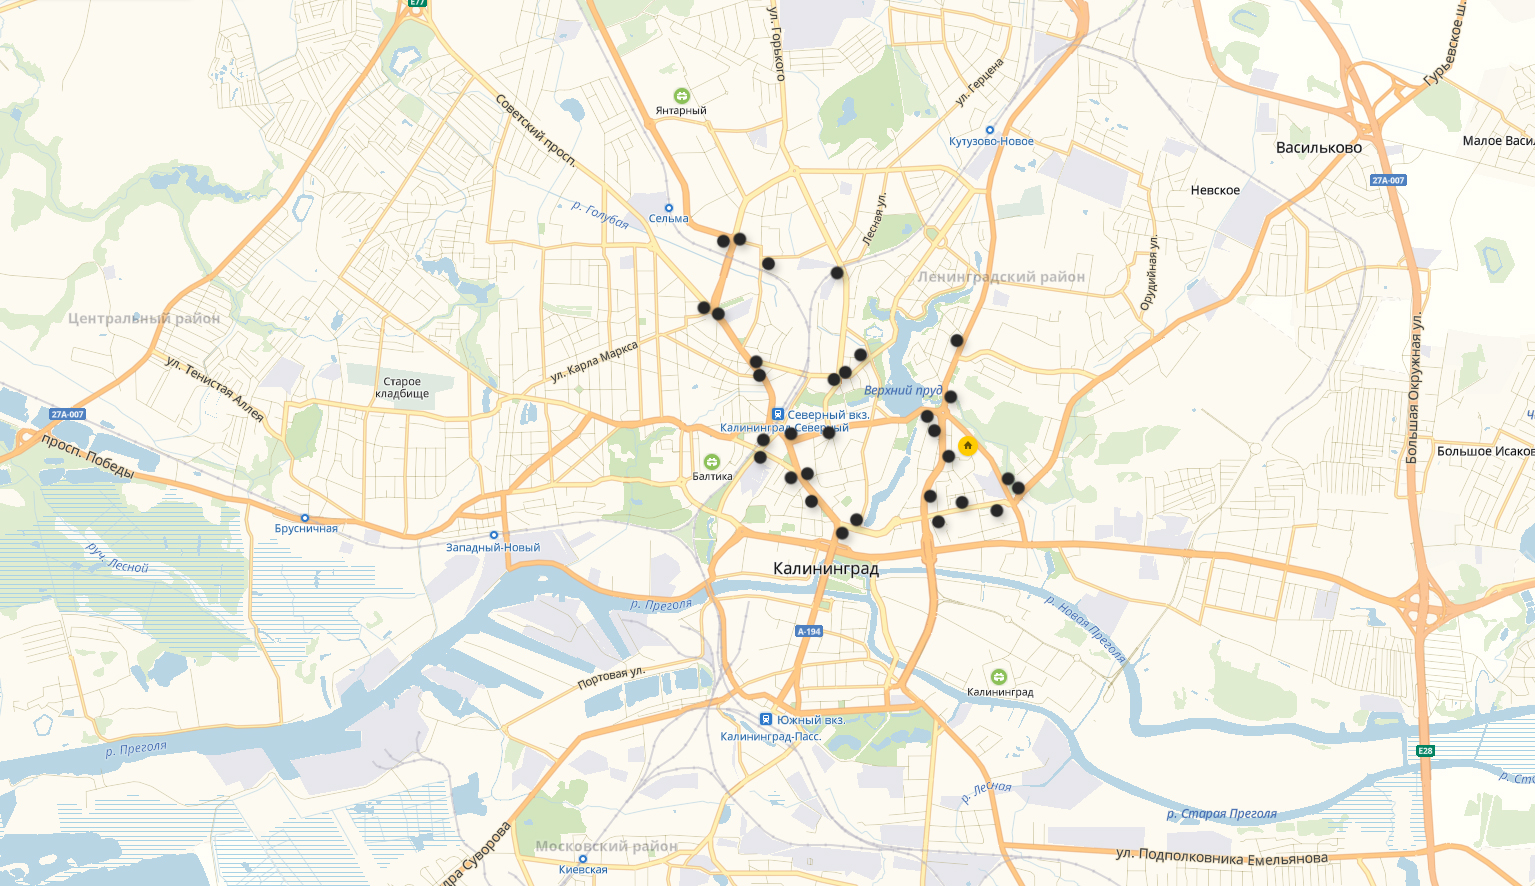 E77
ул. Горького
Гурьевское ш.
ул. Герцена
Советский просп.
Янтарный
Кутузово-Новое
Васильково
Малое Васил
27А-007
Невское
р. Голубая
Сельма
Лесная ул.
Орудийная ул.
Ленинградский район
Центральный район
ул. Карла Маркса
ул. Тенистая Аллея
Старое
кладбище
Верхний пруд
Большая Окружная ул.
27А-007
Северный вкз.
Калининград-Северный
просп. Победы
Балтика
Большое Исаков
Брусничная
Западный-Новый
руч. Лесной
Калининград
р. Преголя
р. Новая Преголя
А-194
Портовая ул.
Калининград
Южный вкз.
Калининград-Пасс.
р. Преголя
E28
р. Ста
р. Лесная
р. Старая Преголя
Московский район
Киевская
дра Суворова
ул. Подполковника Емельянова